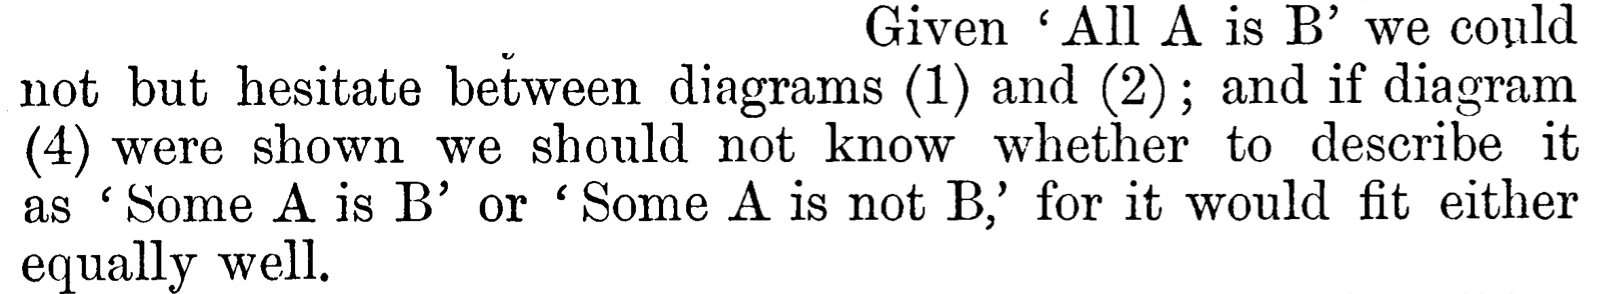 Given ‘All A is B’ we could
not but hesitate between diagrams (1) and (2); and if diagram
(4) were shown we should not know whether to describe it
as ‘Some A is B’ or ‘Some A is not B,’ for it would fit either
equally well.